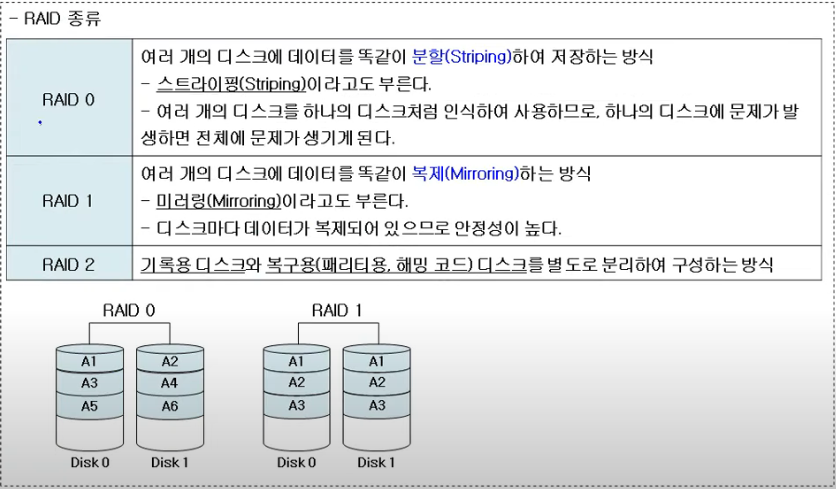 - RAID 종류
RAID 0
여러 개의 디스크에 데이터를 똑같이 분할(Striping)하여 저장하는 방식
- 스트라이핑(Striping)이라고도 부른다.
- 여러 개의 디스크를 하나의 디스크처럼 인식하여 사용하므로, 하나의 디스크에 문제가 발
생하면 전체에 문제가 생기게 된다.
RAID 1
여러 개의 디스크에 데이터를 똑같이 복제(Mirroring)하는 방식
- 미러링(Mirroring)이라고도 부른다.
- 디스크마다 데이터가 복제되어 있으므로 안정성이 높다.
RAID 2
기록용 디스크와 복구용(패리티용, 해밍 코드) 디스크를 별도로 분리하여 구성하는 방식
RAID 0
A1 A2
A3 A4
A5 A6
Disk 0 Disk 1
RAID 1
A1 A1
A2 A2
A3 A3
Disk 0 Disk 1